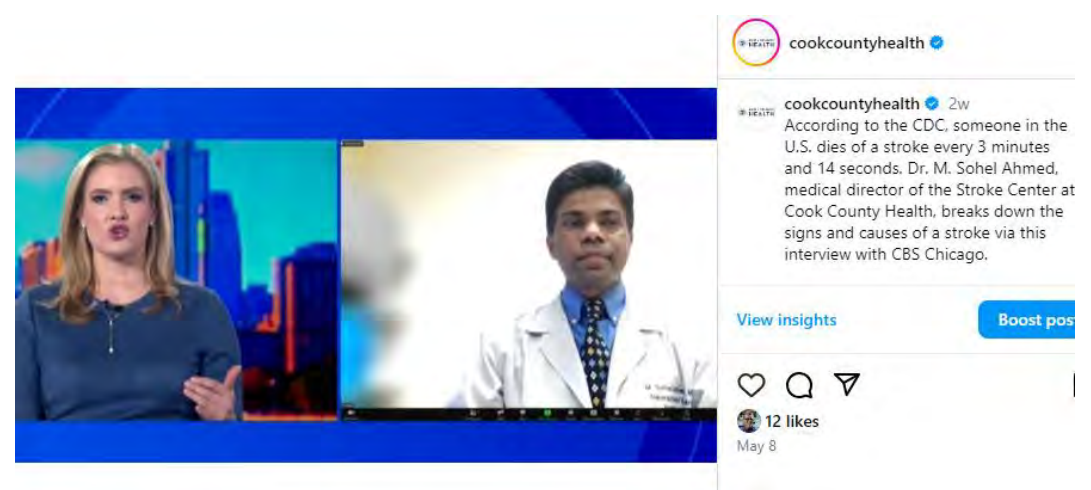 cookcountyhealth
cookcountyhealth 2w
According to the CDC, someone in the
U.S. dies of a stroke every 3 minutes
and 14 seconds. Dr. M. Sohel Ahmed,
medical director of the Stroke Center at
Cook County Health, breaks down the
signs and causes of a stroke via this
interview with CBS Chicago.
View insights
Boost post
12 likes
May 8